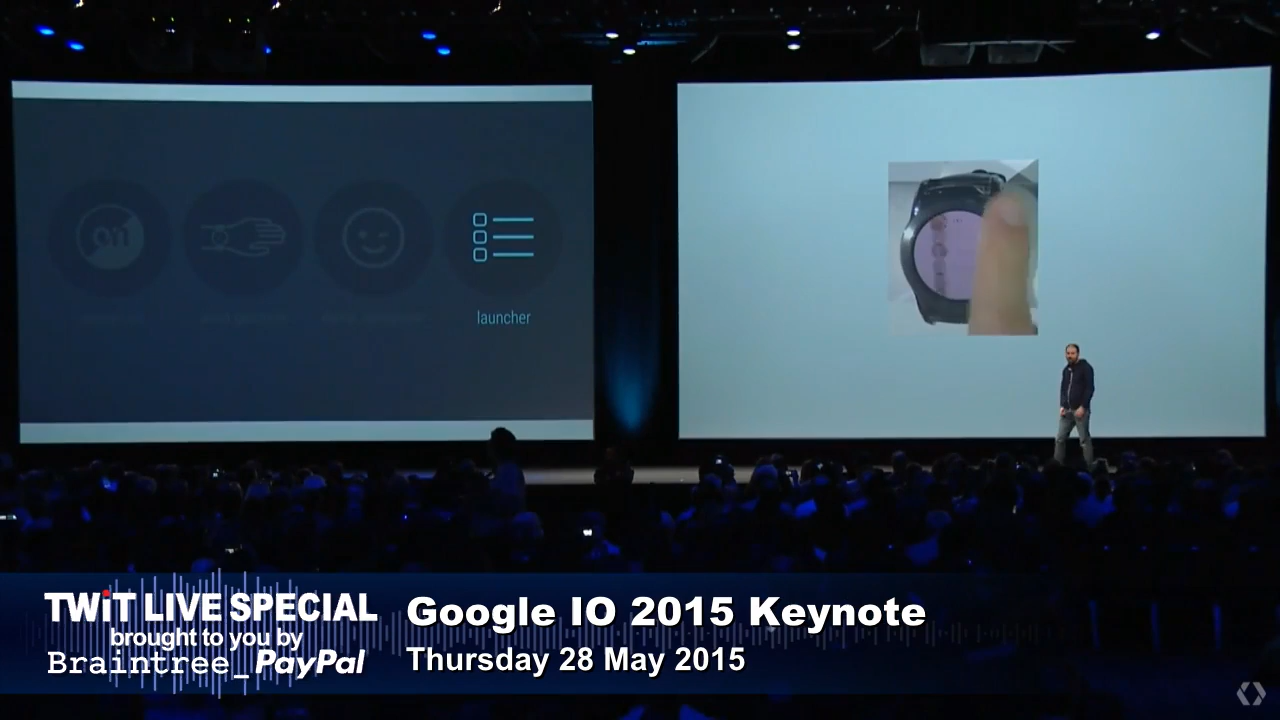 on
launcher
TWiT LIVE SPECIAL
brought to you by
Braintree_PayPal
Google IO 2015 Keynote
Thursday 28 May 2015